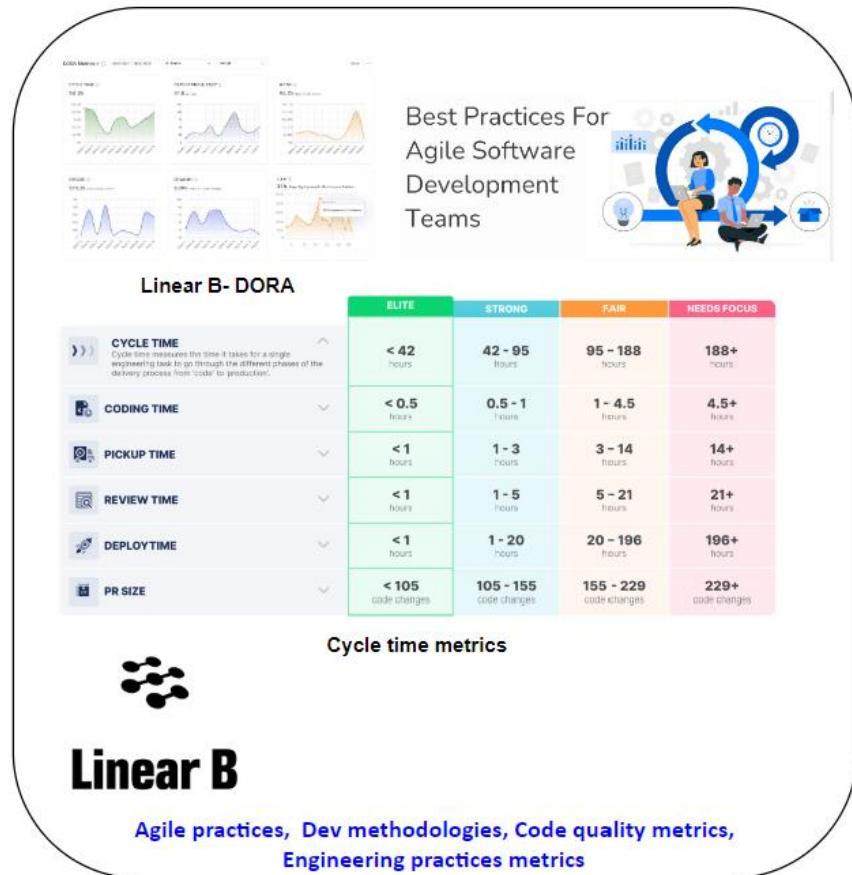 DORA Metrics
CYCLE TIME
Best Practices For
Agile Software
Development
Teams
Linear B- DORA
ELITE STRONG FAIR NEEDS FOCUS
CYCLE TIME
Cycle time measures the time it takes for a single
engineering task to go through the different phases of the
delivery process from 'code' to 'production'.
< 42 42 - 95 95 – 188 188+
hours hours hours hours
CODING TIME < 0.5 0.5 - 1 1 - 4.5 4.5+
hours hours hours hours
PICKUP TIME < 1 1 - 3 3 – 14 14+
hours hours hours hours
REVIEW TIME < 1 1 - 5 5 - 21 21+
hours hours hours hours
DEPLOYTIME < 1 1 - 20 20 – 196 196+
hours hours hours hours
PR SIZE < 105 105 - 155 155 - 229 229+
code changes code changes code changes code changes
Cycle time metrics
Linear B
Agile practices, Dev methodologies, Code quality metrics,
Engineering practices metrics